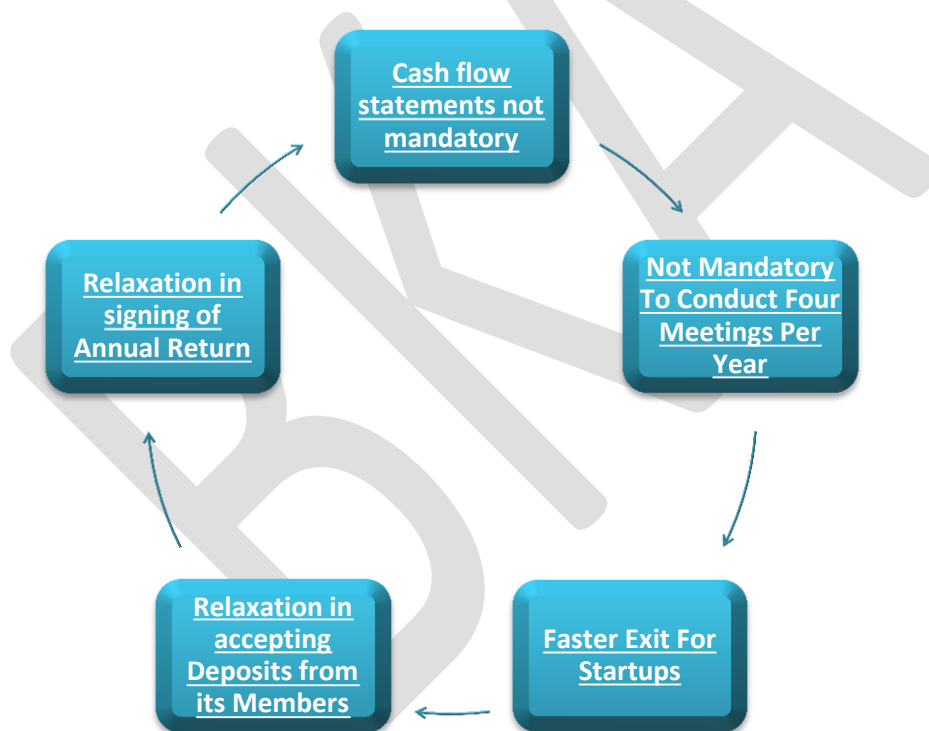 Cash flow
statements not
mandatory
Not Mandatory
To Conduct Four
Meetings Per
Year
Faster Exit For
Startups
Relaxation in
accepting
Deposits from
its Members
Relaxation in
signing of
Annual Return
BKA